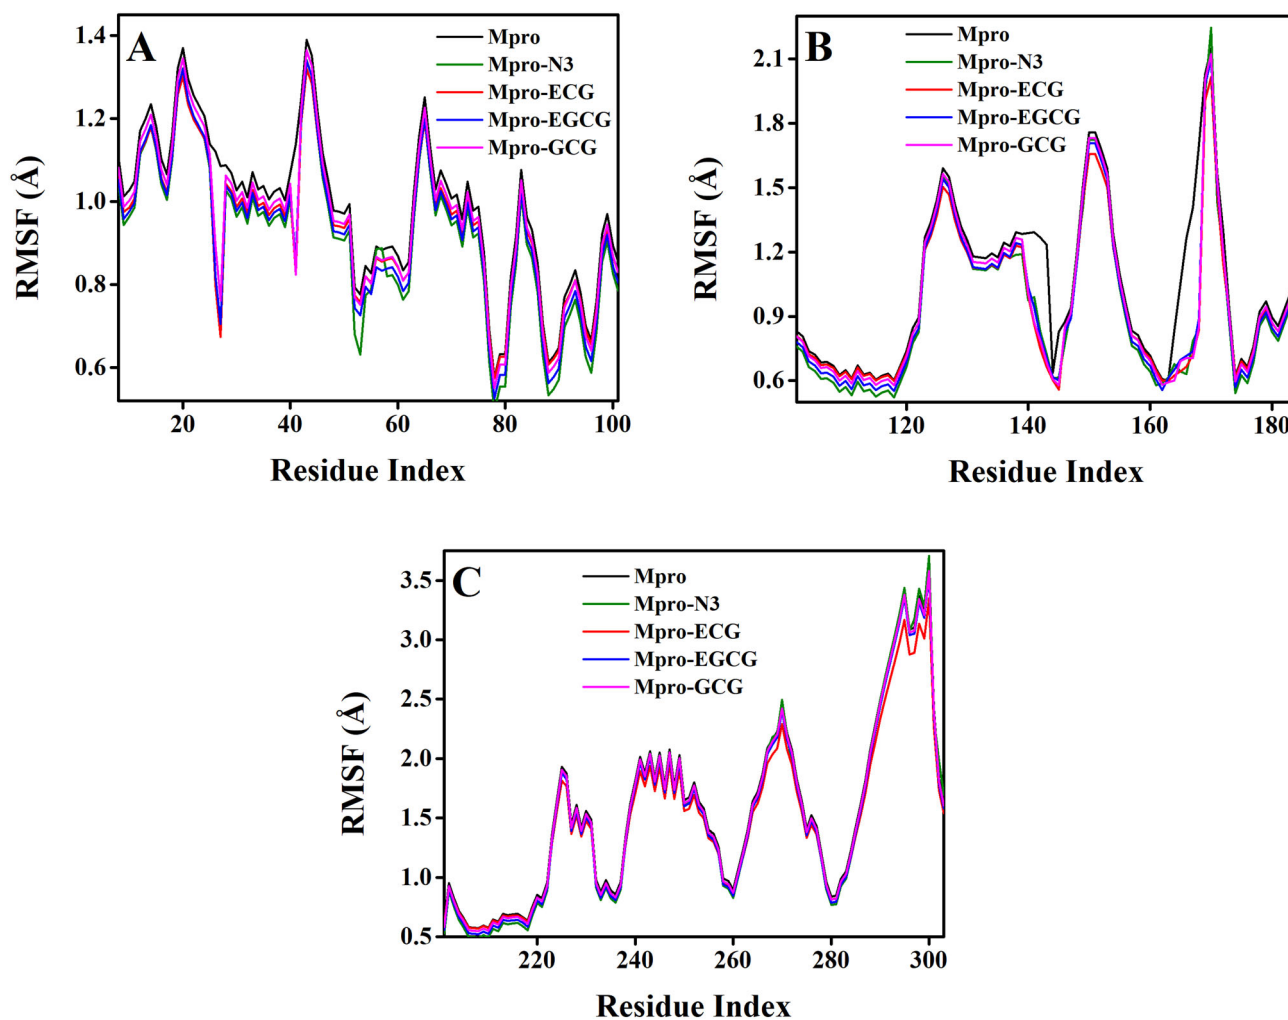 A
Mpro
Mpro-N3
Mpro-ECG
Mpro-EGCG
Mpro-GCG
1.4
1.2
1.0
0.8
0.6
RMSF (Å)
20
40
60
80
100
Residue Index
B
Mpro
Mpro-N3
Mpro-ECG
Mpro-EGCG
Mpro-GCG
2.1
1.8
1.5
1.2
0.9
0.6
RMSF (Å)
120
140
160
180
Residue Index
C
Mpro
Mpro-N3
Mpro-ECG
Mpro-EGCG
Mpro-GCG
3.5
3.0
2.5
2.0
1.5
1.0
0.5
RMSF (Å)
220
240
260
280
300
Residue Index